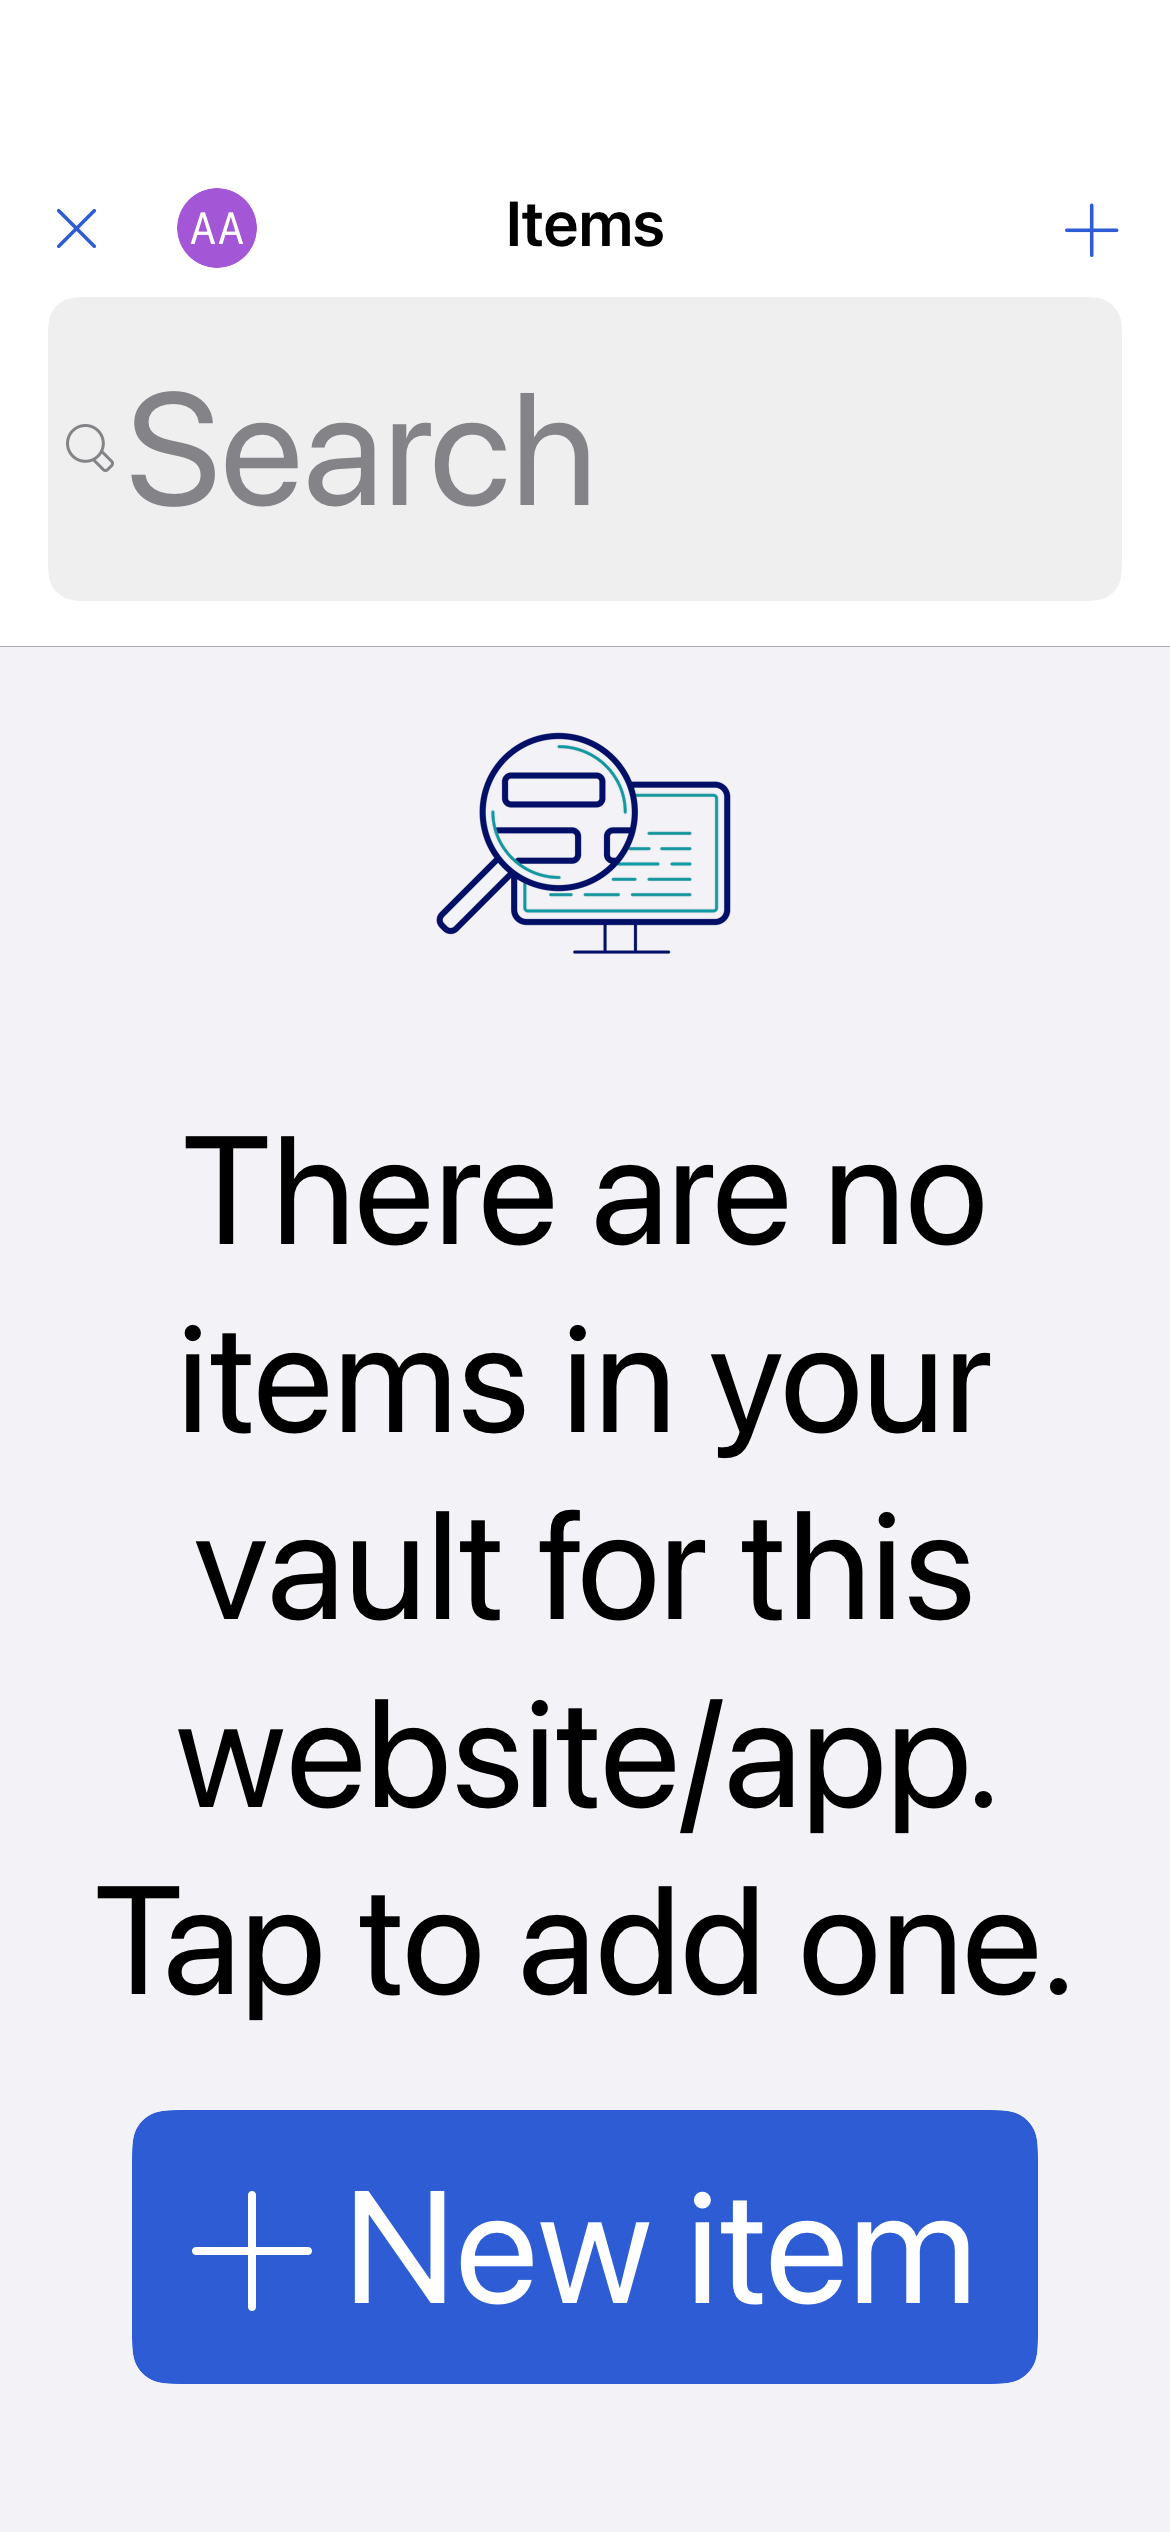 AA
Items
Search
There are no
items in your
vault for this
website/app.
Tap to add one.
New item